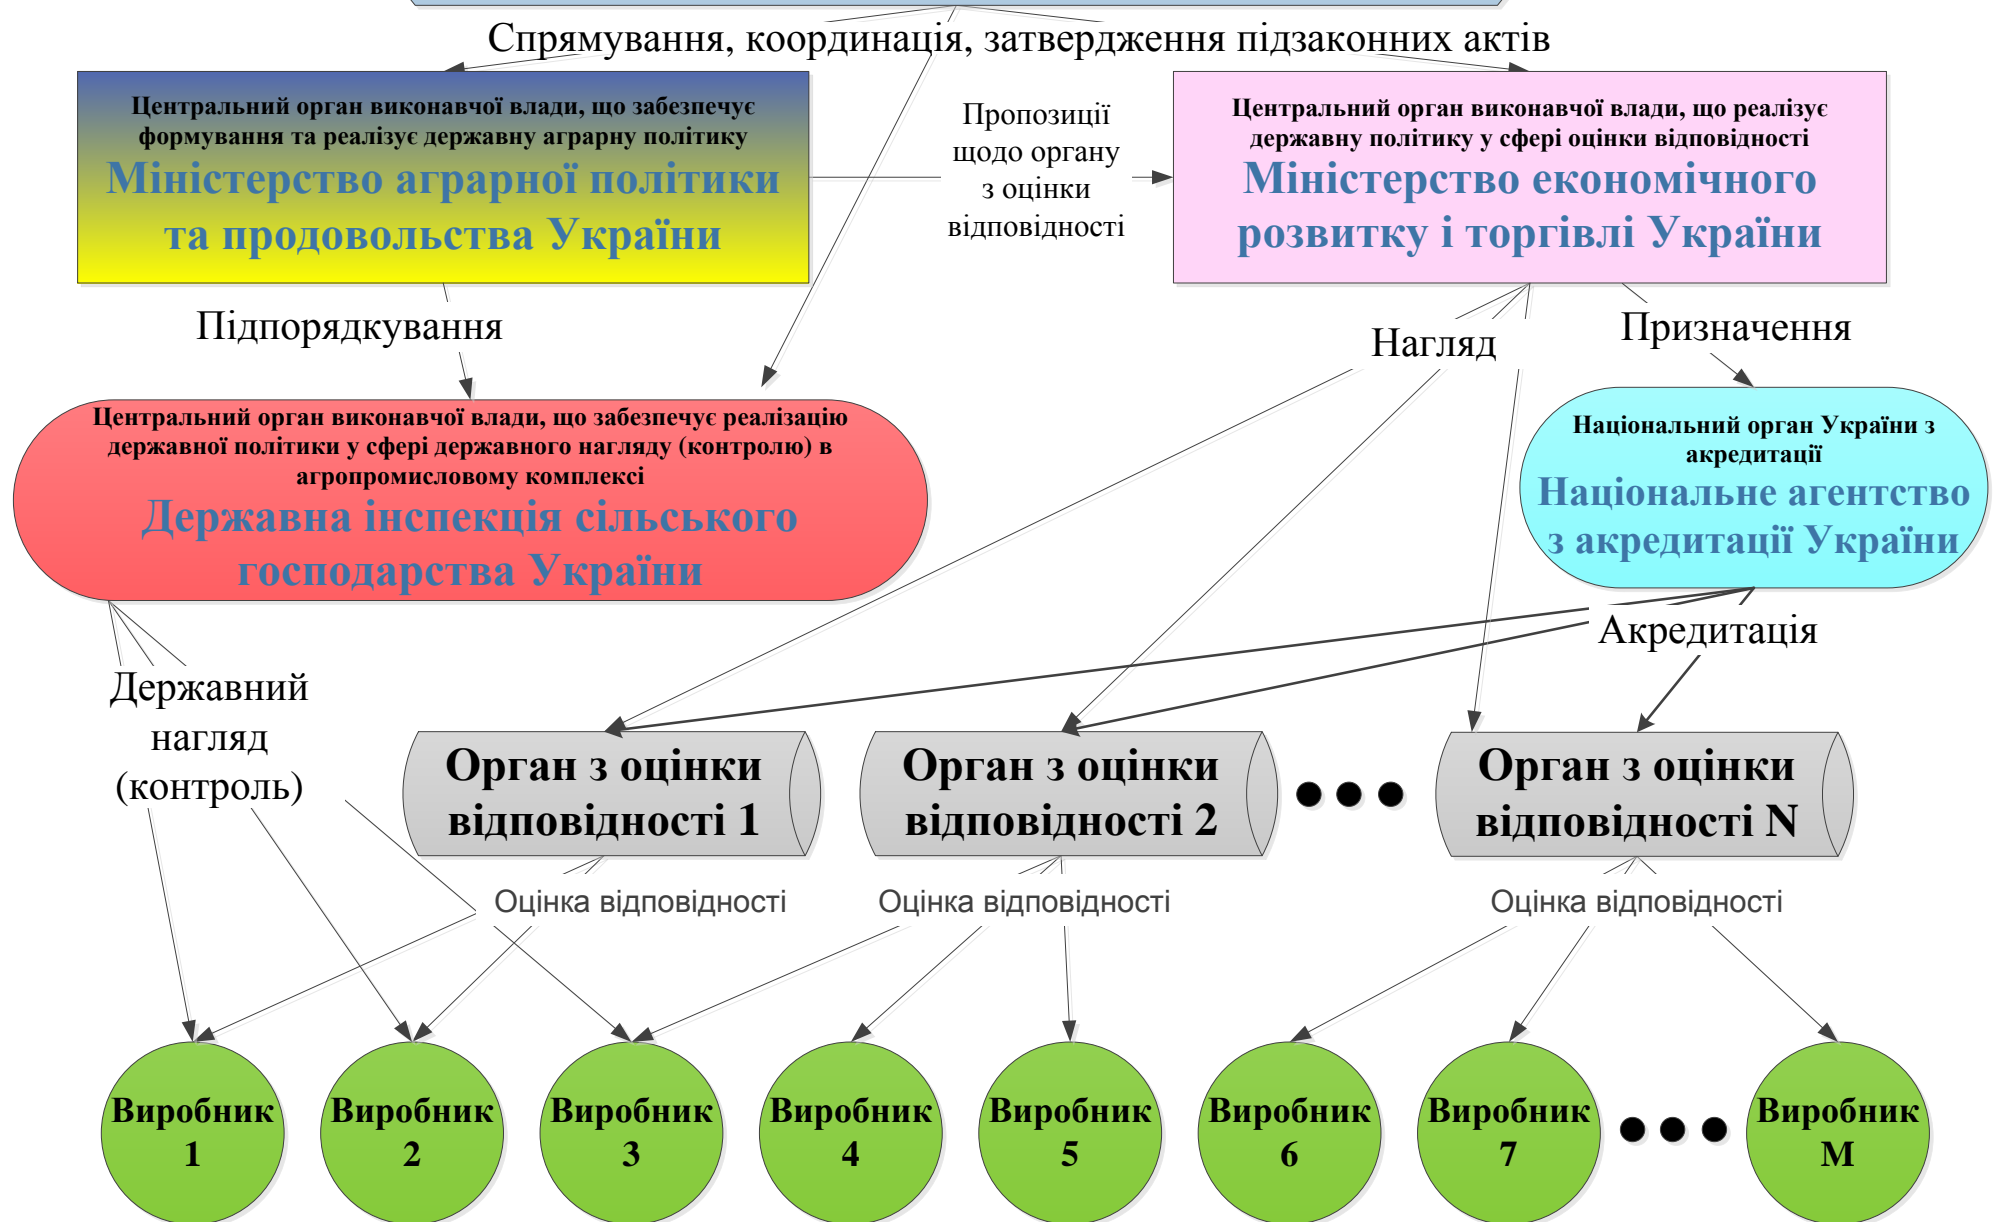 Спрямування, координація, затвердження підзаконних актів
Центральний орган виконавчої влади, що забезпечує
формування та реалізує державну аграрну політику
Міністерство аграрної політики
та продовольства України
Пропозиції
щодо органу
з оцінки
відповідності
Центральний орган виконавчої влади, що реалізує
державну політику у сфері оцінки відповідності
Міністерство економічного
розвитку і торгівлі України
Підпорядкування
Нагляд
Призначення
Центральний орган виконавчої влади, що забезпечує реалізацію
державної політики у сфері державного нагляду (контролю) в
агропромисловому комплексі
Державна інспекція сільського
господарства України
Національний орган України з
акредитації
Національне агентство
з акредитації України
Акредитація
Державний
нагляд
(контроль)
Орган з оцінки
відповідності 1
Орган з оцінки
відповідності 2
Орган з оцінки
відповідності N
Оцінка відповідності
Оцінка відповідності
Оцінка відповідності
Виробник
1
Виробник
2
Виробник
3
Виробник
4
Виробник
5
Виробник
6
Виробник
7
Виробник
М